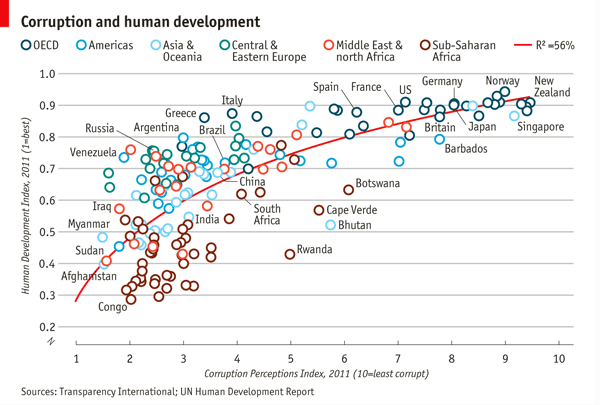 Corruption and human development
OECD Americas Asia & Oceania Central & Eastern Europe Middle East & north Africa Sub-Saharan Africa R² =56%
Human Development Index, 2011 (1=best)
1.0
0.9
0.8
0.7
0.6
0.5
0.4
0.3
0.2
N
Norway
New Zealand
Germany
US
France
Spain
Italy
Greece
Argentina
Russia
Brazil
Venezuela
Britain
Japan
Singapore
Barbados
China
Botswana
Iraq
India
South Africa
Cape Verde
Myanmar
Bhutan
Sudan
Rwanda
Afghanistan
Congo
1 2 3 4 5 6 7 8 9 10
Corruption Perceptions Index, 2011 (10=least corrupt)
Sources: Transparency International; UN Human Development Report